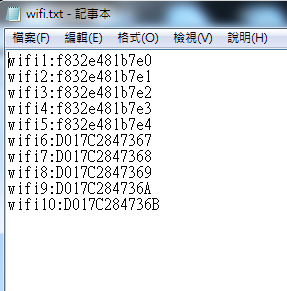 wifi.txt - 記事本
檔案(F) 編輯(E) 格式(O) 檢視(V) 說明(H)
wifi1:f832e481b7e0
wifi2:f832e481b7e1
wifi3:f832e481b7e2
wifi4:f832e481b7e3
wifi5:f832e481b7e4
wifi6:D017C2847367
wifi7:D017C2847368
wifi8:D017C2847369
wifi9:D017C284736A
wifi10:D017C284736B